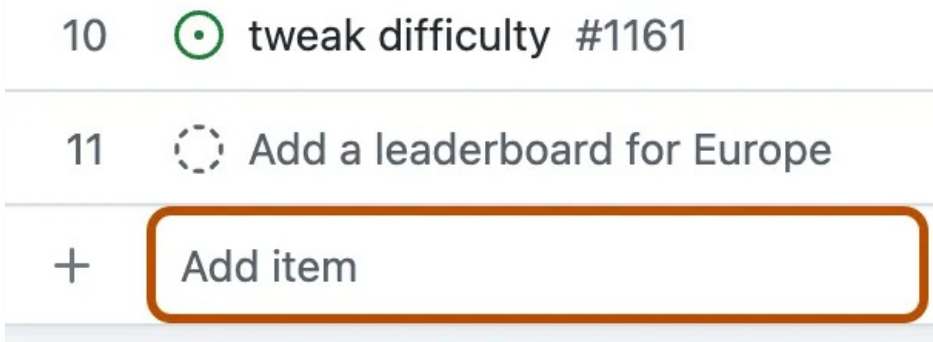 10 tweak difficulty #1161
11 Add a leaderboard for Europe
+ Add item